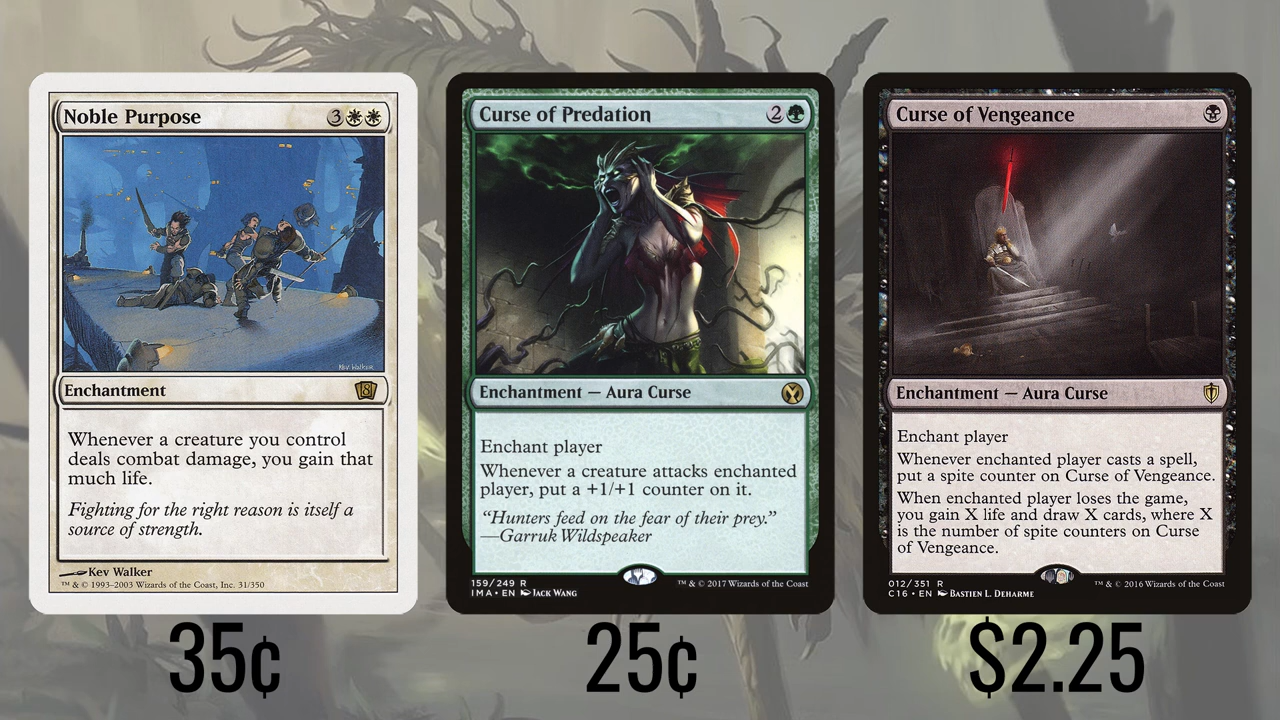 Noble Purpose 3
Enchantment 8
Whenever a creature you control
deals combat damage, you gain that
much life.
Fighting for the right reason is itself a
source of strength.
Kev Walker
™ & © 1993–2003 Wizards of the Coast, Inc. 31/350
35¢
Curse of Predation 2
Enchantment — Aura Curse
Enchant player
Whenever a creature attacks enchanted
player, put a +1/+1 counter on it.
“Hunters feed on the fear of their prey.”
—Garruk Wildspeaker
159/249 R ™ & © 2017 Wizards of the Coast
IMA • EN Jack Wang
25¢
Curse of Vengeance
Enchantment — Aura Curse
Enchant player
Whenever enchanted player casts a spell,
put a spite counter on Curse of Vengeance.
When enchanted player loses the game,
you gain X life and draw X cards, where X
is the number of spite counters on Curse
of Vengeance.
012/351 R ™ & © 2016 Wizards of the Coast
C16 • EN Bastien L. Deharme
$2.25